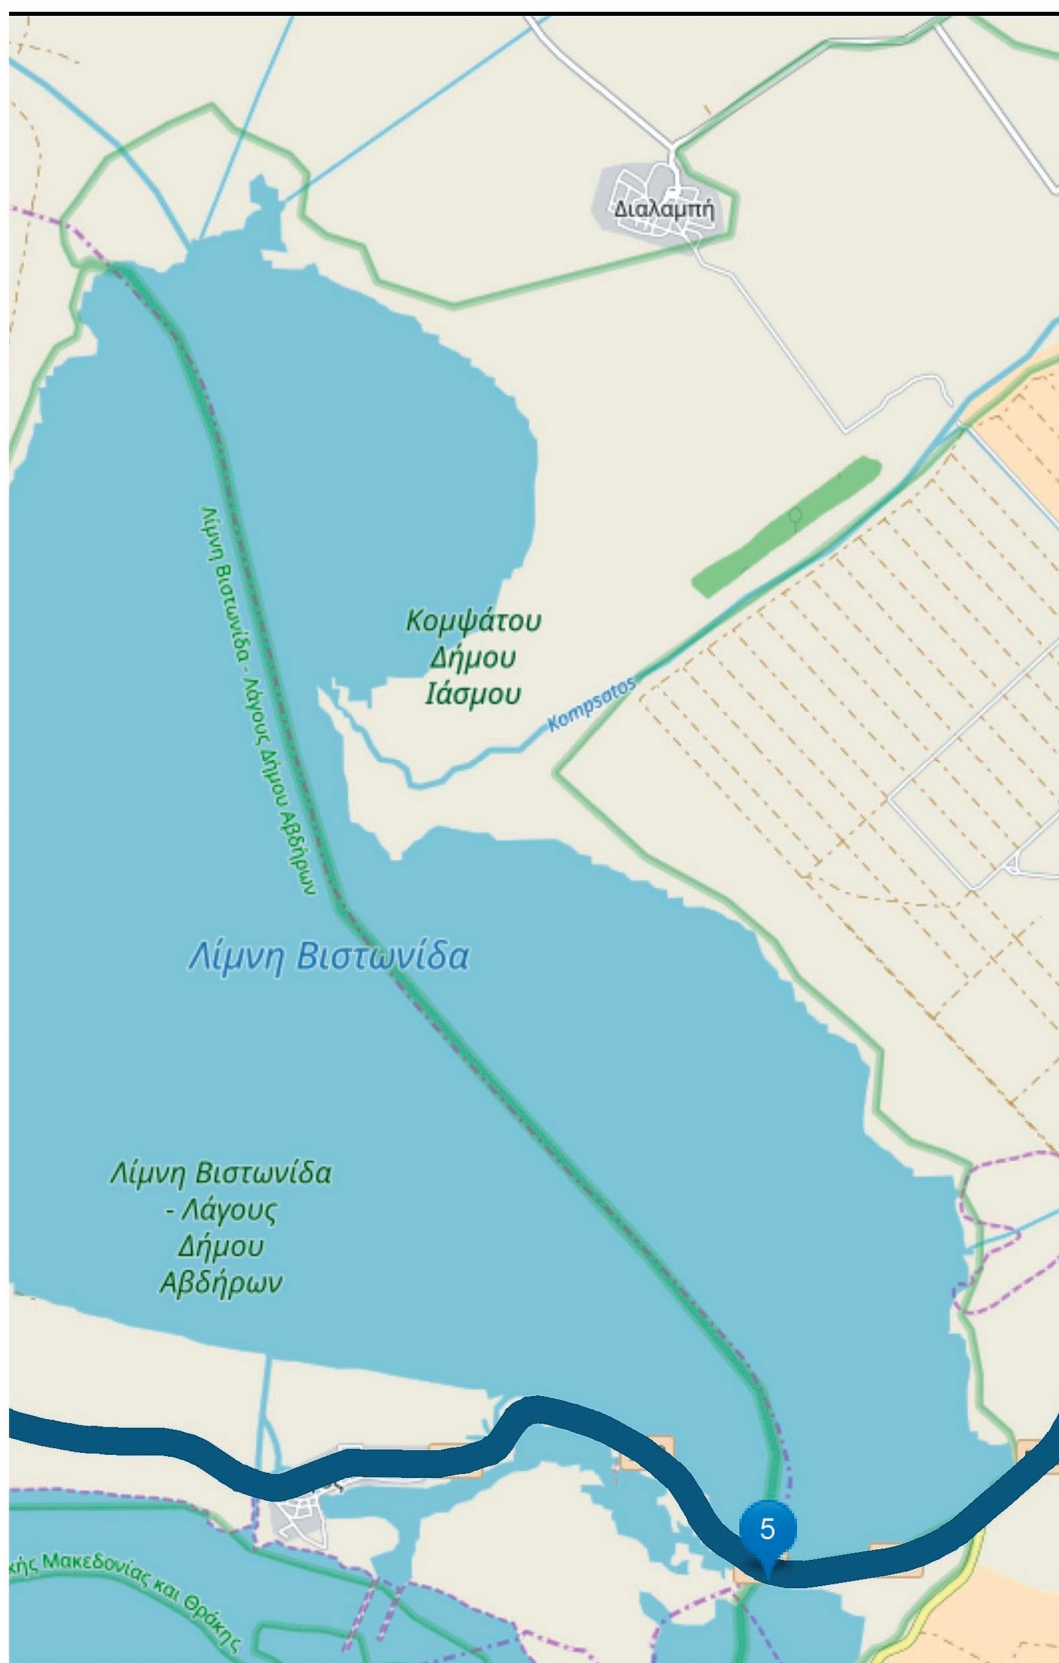 Διαλαμπή
Λίμνη Βιστωνίδα - Λάγους Δήμου Αβδήρων
Κομψάτου
Δήμου
Ιάσμου
Kompsatos
Λίμνη Βιστωνίδα
Λίμνη Βιστωνίδα
- Λάγους
Δήμου
Αβδήρων
5
Μακεδονίας και Θράκης